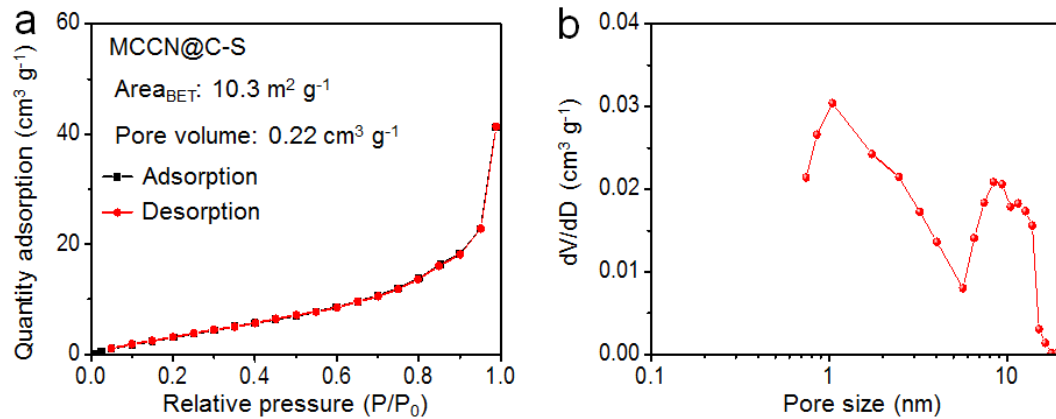 a
60
40
20
0
Quantity adsorption (cm³ g⁻¹)
MCCN@C-S
Area_BET: 10.3 m² g⁻¹
Pore volume: 0.22 cm³ g⁻¹
Adsorption
Desorption
0.0 0.2 0.4 0.6 0.8 1.0
Relative pressure (P/P₀)
b
0.04
0.03
0.02
0.01
0.00
dV/dD (cm³ g⁻¹)
0.1 1 10
Pore size (nm)